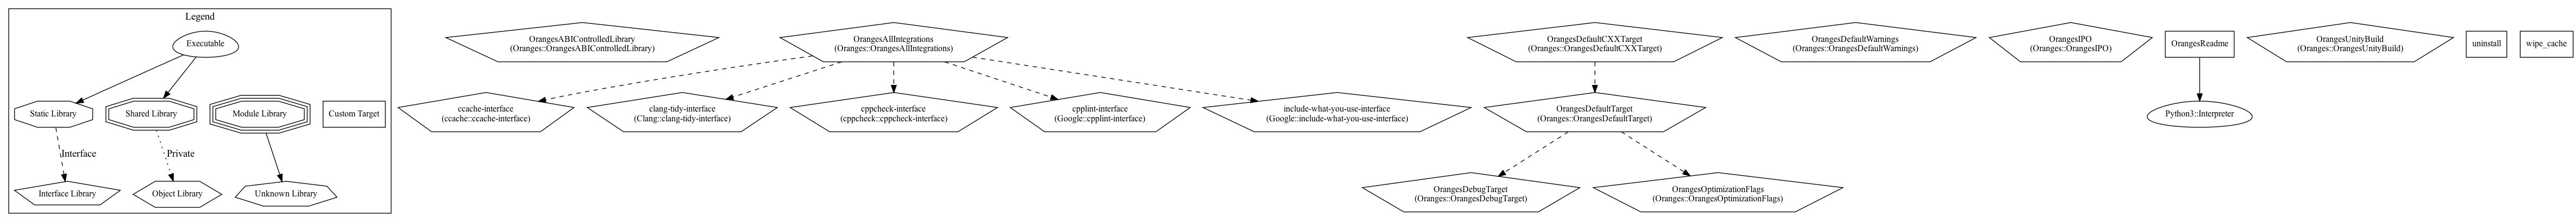 Legend
Executable
Static Library
Shared Library
Module Library
Custom Target
Interface
Private
Interface Library
Object Library
Unknown Library
OrangesABIControlledLibrary
(Oranges::OrangesABIControlledLibrary)
OrangesAllIntegrations
(Oranges::OrangesAllIntegrations)
OrangesDefaultCXXTarget
(Oranges::OrangesDefaultCXXTarget)
OrangesDefaultWarnings
(Oranges::OrangesDefaultWarnings)
OrangesIPO
(Oranges::OrangesIPO)
OrangesReadme
OrangesUnityBuild
(Oranges::OrangesUnityBuild)
uninstall
wipe_cache
ccache-interface
(ccache::ccache-interface)
clang-tidy-interface
(Clang::clang-tidy-interface)
cppcheck-interface
(cppcheck::cppcheck-interface)
cpplint-interface
(Google::cpplint-interface)
include-what-you-use-interface
(Google::include-what-you-use-interface)
OrangesDefaultTarget
(Oranges::OrangesDefaultTarget)
Python3::Interpreter
OrangesDebugTarget
(Oranges::OrangesDebugTarget)
OrangesOptimizationFlags
(Oranges::OrangesOptimizationFlags)